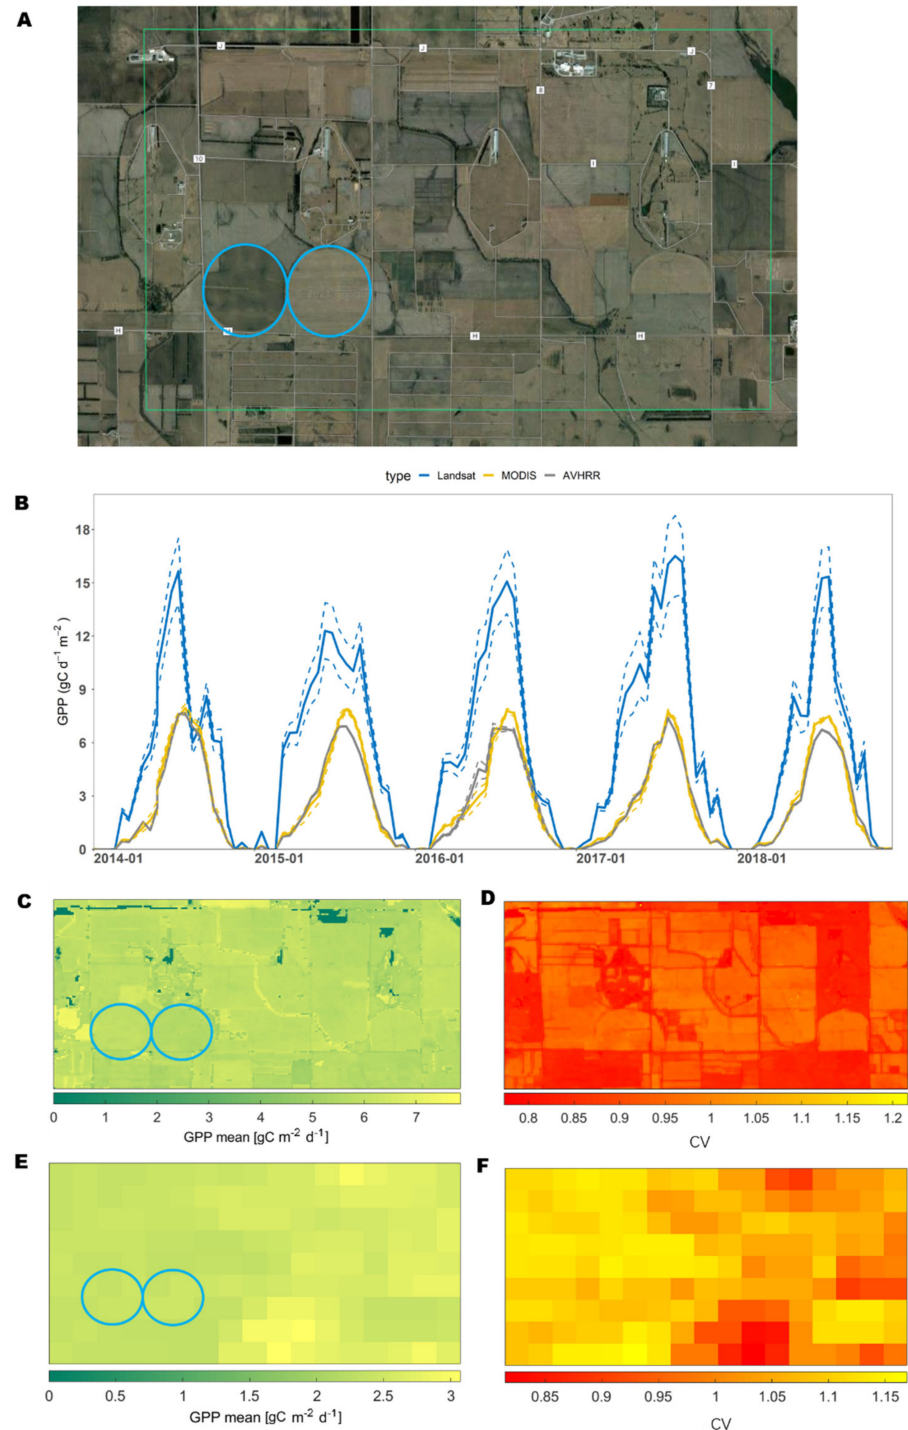 A
J
J
J
8
7
10
I
I
H
H
H
type Landsat MODIS AVHRR
B
GPP (gC d⁻¹ m⁻²)
18
15
12
9
6
3
0
2014-01 2015-01 2016-01 2017-01 2018-01
C
D
0 1 2 3 4 5 6 7
GPP mean [gC m⁻² d⁻¹]
0.8 0.85 0.9 0.95 1 1.05 1.1 1.15 1.2
CV
E
F
0 0.5 1 1.5 2 2.5 3
GPP mean [gC m⁻² d⁻¹]
0.85 0.9 0.95 1 1.05 1.1 1.15
CV